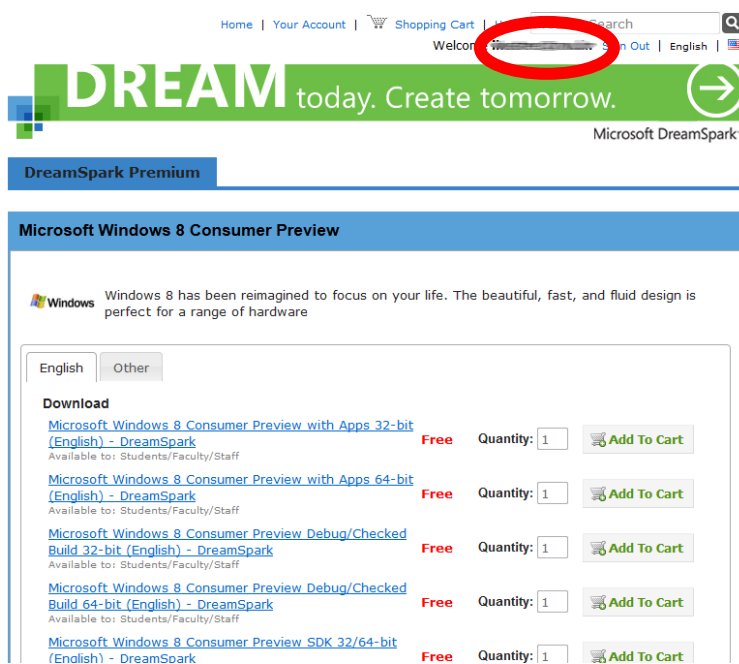 Home | Your Account | Shopping Cart | Search
Welcome Sign Out | English |
DREAM today. Create tomorrow.
Microsoft DreamSpark
DreamSpark Premium
Microsoft Windows 8 Consumer Preview
Windows
Windows 8 has been reimagined to focus on your life. The beautiful, fast, and fluid design is
perfect for a range of hardware
English Other
Download
Microsoft Windows 8 Consumer Preview with Apps 32-bit
(English) - DreamSpark Free Quantity: 1 Add To Cart
Available to: Students/Faculty/Staff
Microsoft Windows 8 Consumer Preview with Apps 64-bit
(English) - DreamSpark Free Quantity: 1 Add To Cart
Available to: Students/Faculty/Staff
Microsoft Windows 8 Consumer Preview Debug/Checked
Build 32-bit (English) - DreamSpark Free Quantity: 1 Add To Cart
Available to: Students/Faculty/Staff
Microsoft Windows 8 Consumer Preview Debug/Checked
Build 64-bit (English) - DreamSpark Free Quantity: 1 Add To Cart
Available to: Students/Faculty/Staff
Microsoft Windows 8 Consumer Preview SDK 32/64-bit
(English) - DreamSpark Free Quantity: 1 Add To Cart